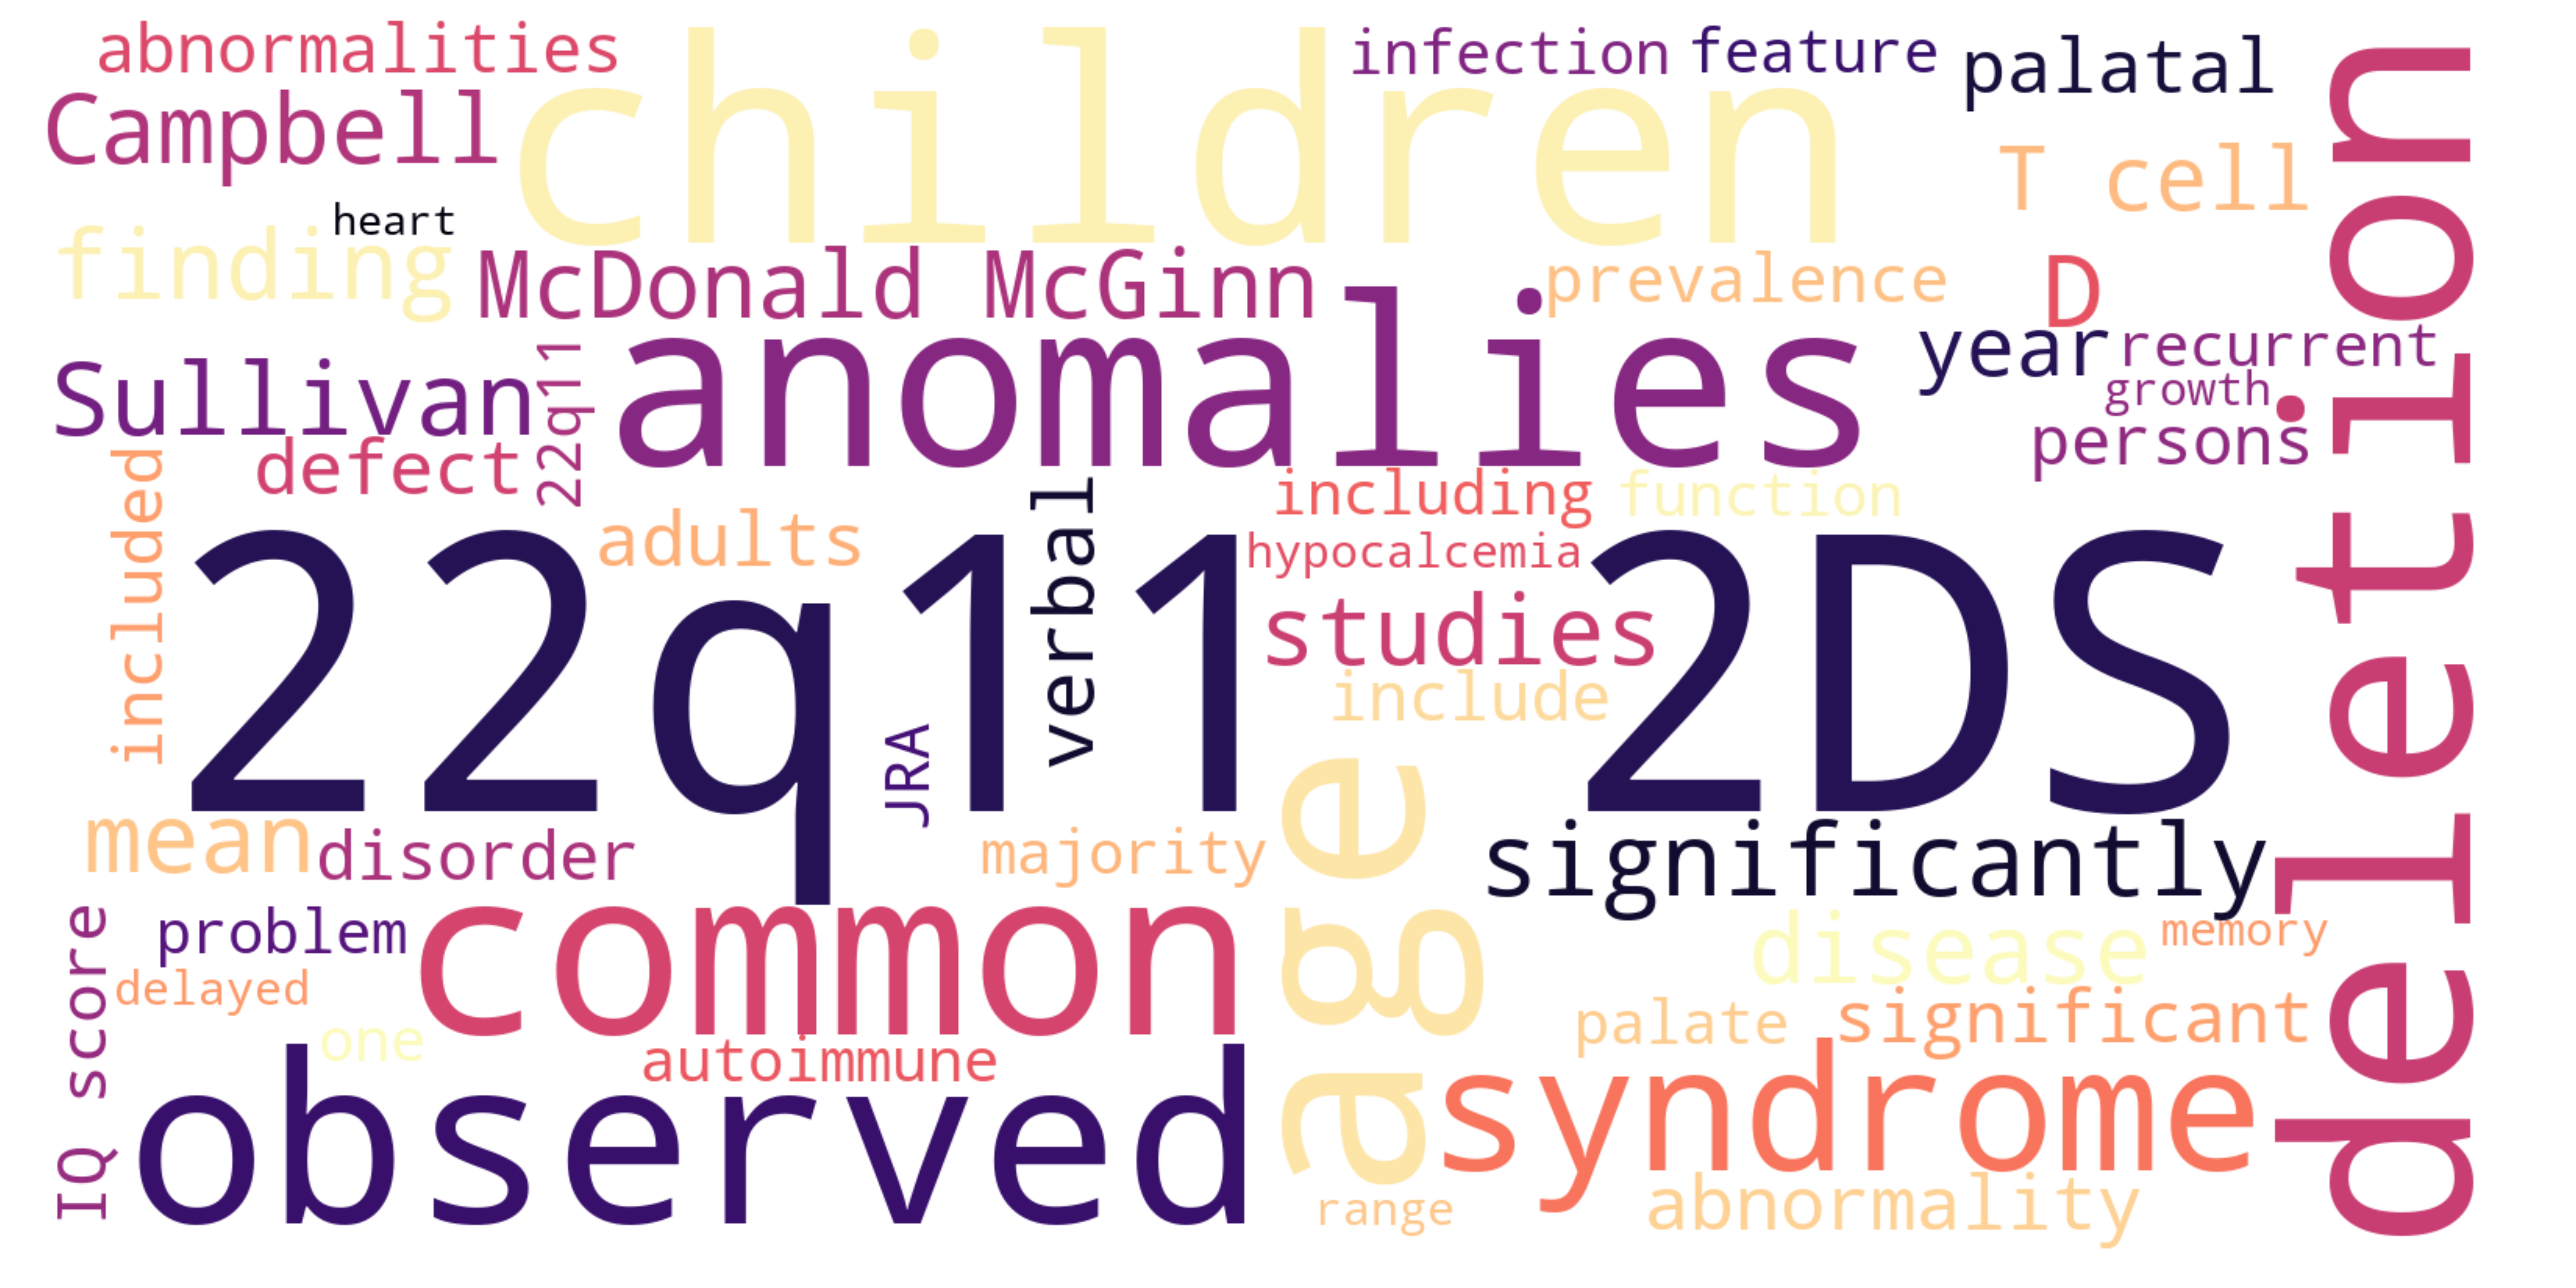 abnormalities
children
infection
feature
palatal
deletion
Campbell
T cell
heart
finding
McDonald McGinn
prevalence
D
anomalies
year
recurrent
growth
Sullivan
22q11
persons
defect
included
verbal
including
function
adults
hypocalcemia
22q11 2DS
studies
include
JRA
age
mean
disorder
majority
significantly
problem
common
disease
memory
IQ score
delayed
one
palate
significant
autoimmune
observed
syndrome
abnormality
range